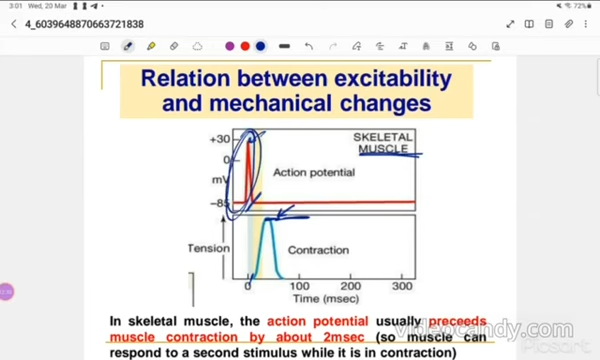 3:01 Wed, 20 Mar
72%
4_6039648870663721838
Relation between excitability
and mechanical changes
SKELETAL
MUSCLE
+30
0
mV
-85
Action potential
Tension
Contraction
0 100 200 300
Time (msec)
In skeletal muscle, the action potential usually preceeds
muscle contraction by about 2msec (so muscle can
respond to a second stimulus while it is in contraction)
videocandy.com
Picsart